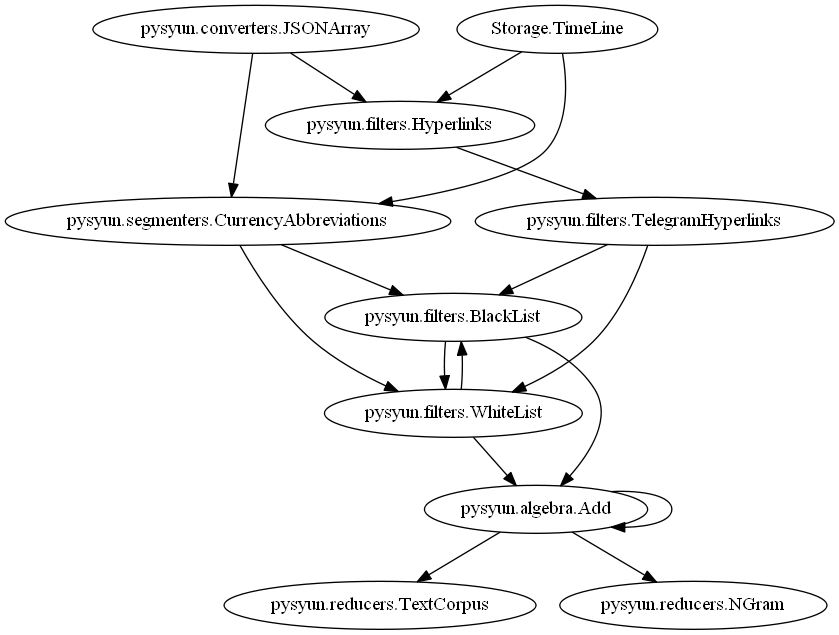 pysyun.converters.JSONArray
Storage.TimeLine
pysyun.filters.Hyperlinks
pysyun.segmenters.CurrencyAbbreviations
pysyun.filters.TelegramHyperlinks
pysyun.filters.BlackList
pysyun.filters.WhiteList
pysyun.algebra.Add
pysyun.reducers.TextCorpus
pysyun.reducers.NGram